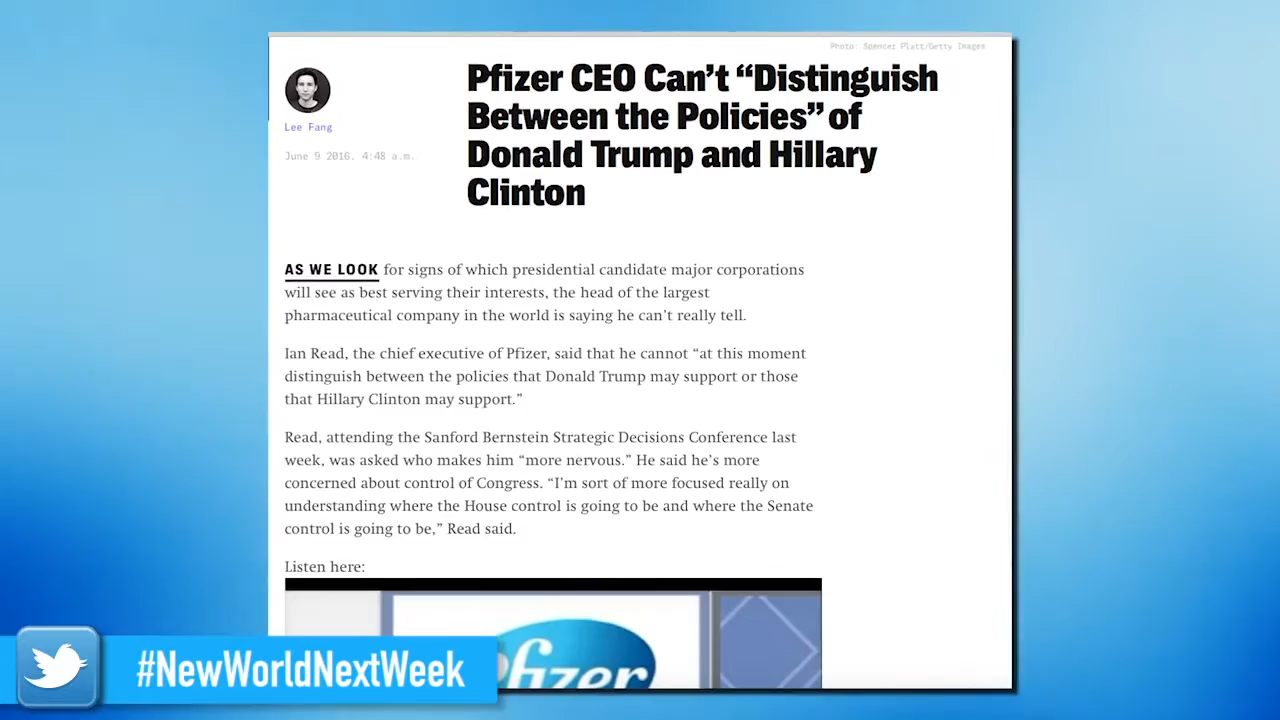 Photo: Spencer Platt/Getty Images
Pfizer CEO Can’t “Distinguish
Between the Policies” of
Donald Trump and Hillary
Clinton
Lee Fang
June 9 2016, 4:48 a.m.
AS WE LOOK for signs of which presidential candidate major corporations
will see as best serving their interests, the head of the largest
pharmaceutical company in the world is saying he can’t really tell.
Ian Read, the chief executive of Pfizer, said that he cannot “at this moment
distinguish between the policies that Donald Trump may support or those
that Hillary Clinton may support.”
Read, attending the Sanford Bernstein Strategic Decisions Conference last
week, was asked who makes him “more nervous.” He said he’s more
concerned about control of Congress. “I’m sort of more focused really on
understanding where the House control is going to be and where the Senate
control is going to be,” Read said.
Listen here:
Pfizer
#NewWorldNextWeek